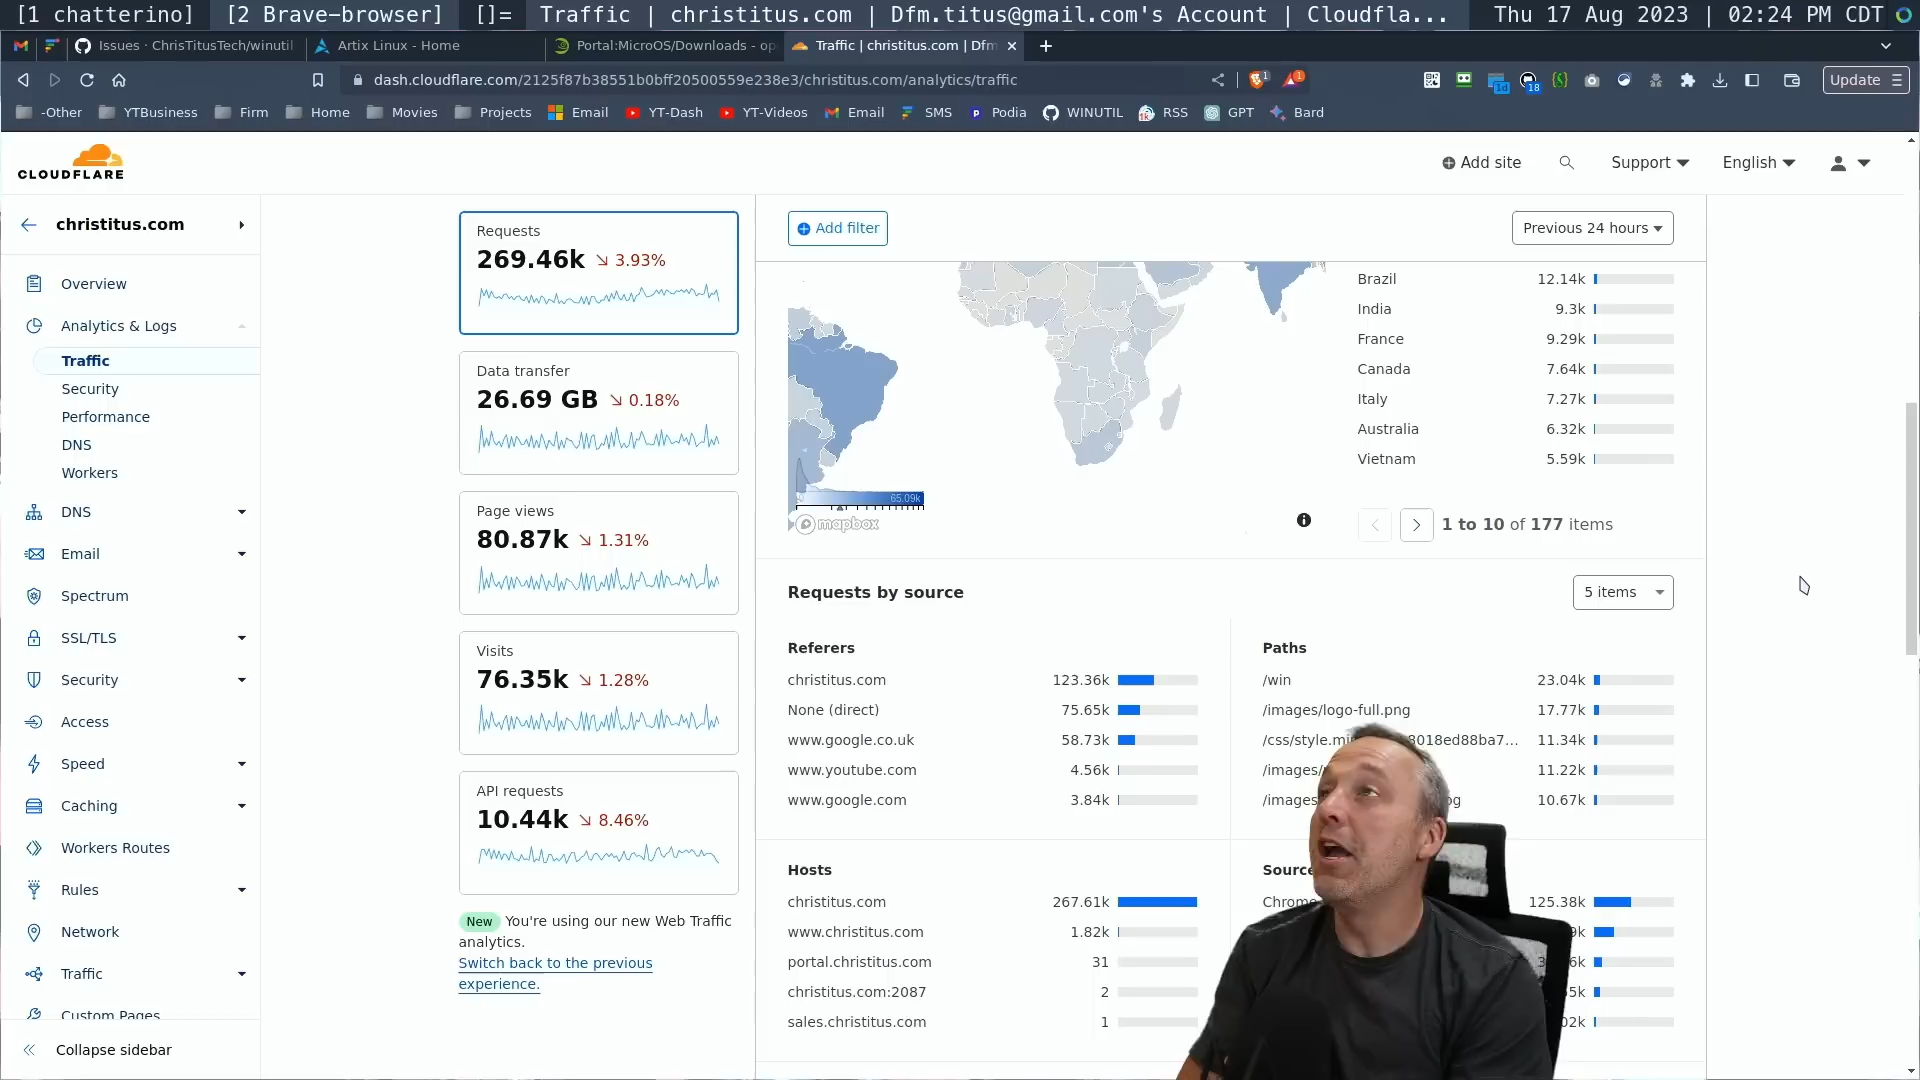 [1 chatterino] [2 Brave-browser] []= Traffic | christitus.com | Dfm.titus@gmail.com's Account | Cloudfla... Thu 17 Aug 2023 | 02:24 PM CDT
Issues · ChrisTitusTech/winutil Artix Linux - Home Portal:MicroOS/Downloads - op Traffic | christitus.com | Dfm
dash.cloudflare.com/2125f87b38551b0bff20500559e238e3/christitus.com/analytics/traffic 1 1 1d 18 Update
-Other YTBusiness Firm Home Movies Projects Email YT-Dash YT-Videos Email SMS Podia WINUTIL RSS GPT Bard
CLOUDFLARE
Add site Support English
christitus.com
Overview
Analytics & Logs
Traffic
Security
Performance
DNS
Workers
DNS
Email
Spectrum
SSL/TLS
Security
Access
Speed
Caching
Workers Routes
Rules
Network
Traffic
Custom Pages
Collapse sidebar
Requests
269.46k 3.93%
Data transfer
26.69 GB 0.18%
Page views
80.87k 1.31%
Visits
76.35k 1.28%
API requests
10.44k 8.46%
New You're using our new Web Traffic
analytics.
Switch back to the previous
experience.
Add filter
Previous 24 hours
65.09k
mapbox
Brazil 12.14k
India 9.3k
France 9.29k
Canada 7.64k
Italy 7.27k
Australia 6.32k
Vietnam 5.59k
1 to 10 of 177 items
Requests by source
5 items
Referers
christitus.com 123.36k
None (direct) 75.65k
www.google.co.uk 58.73k
www.youtube.com 4.56k
www.google.com 3.84k
Paths
/win 23.04k
/images/logo-full.png 17.77k
/css/style.mi 8018ed88ba7... 11.34k
/images/ 11.22k
/images 10.67k
Hosts
christitus.com 267.61k
www.christitus.com 1.82k
portal.christitus.com 31
christitus.com:2087 2
sales.christitus.com 1
Source
Chrome 125.38k